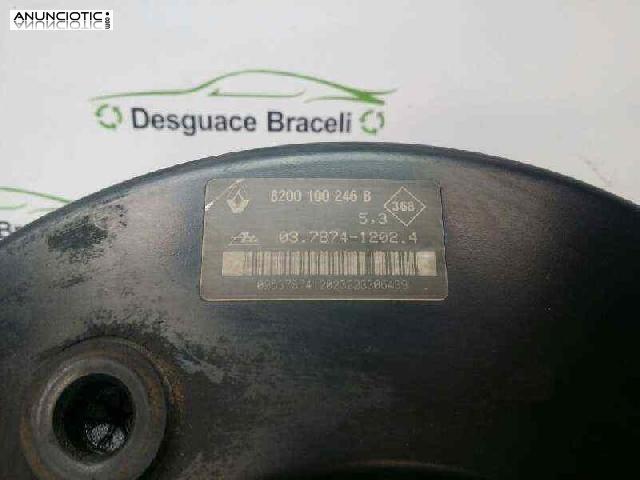 ANUNCIOTIC
Desguace Braceli
8200 100 246 B
5.3
368
03.7874-1202.4